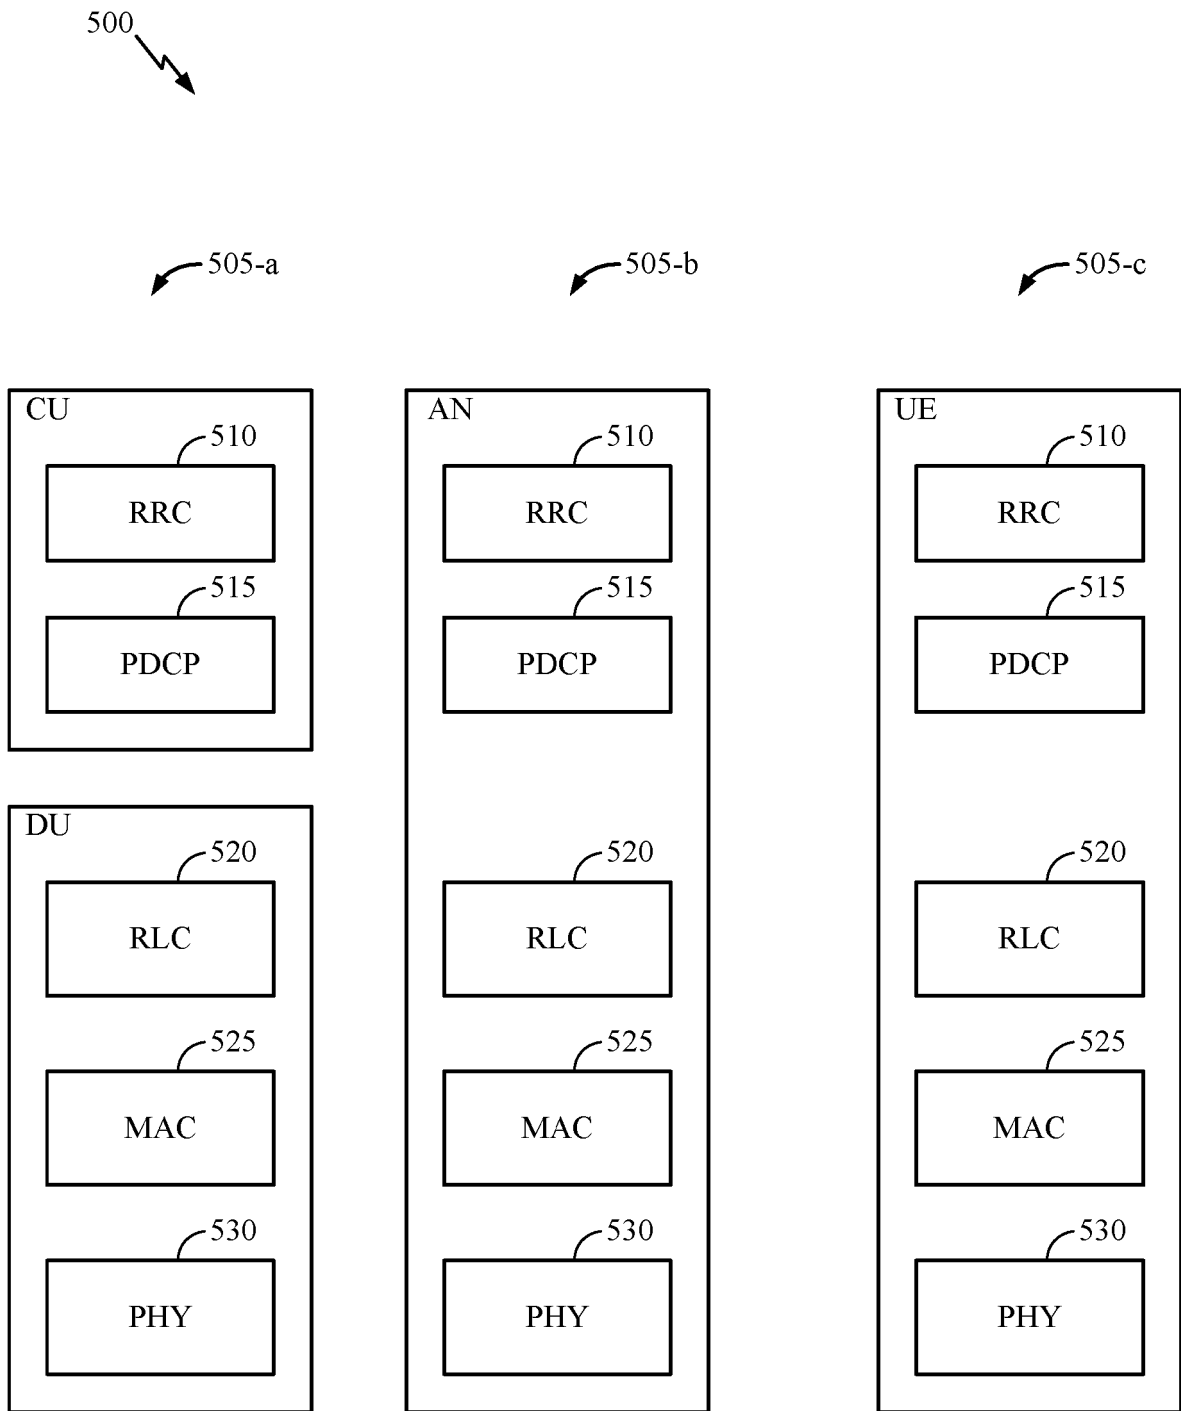 500
505-a 505-b 505-c
CU AN UE
510 510 510
RRC RRC RRC
515 515 515
PDCP PDCP PDCP
DU
520 520 520
RLC RLC RLC
525 525 525
MAC MAC MAC
530 530 530
PHY PHY PHY